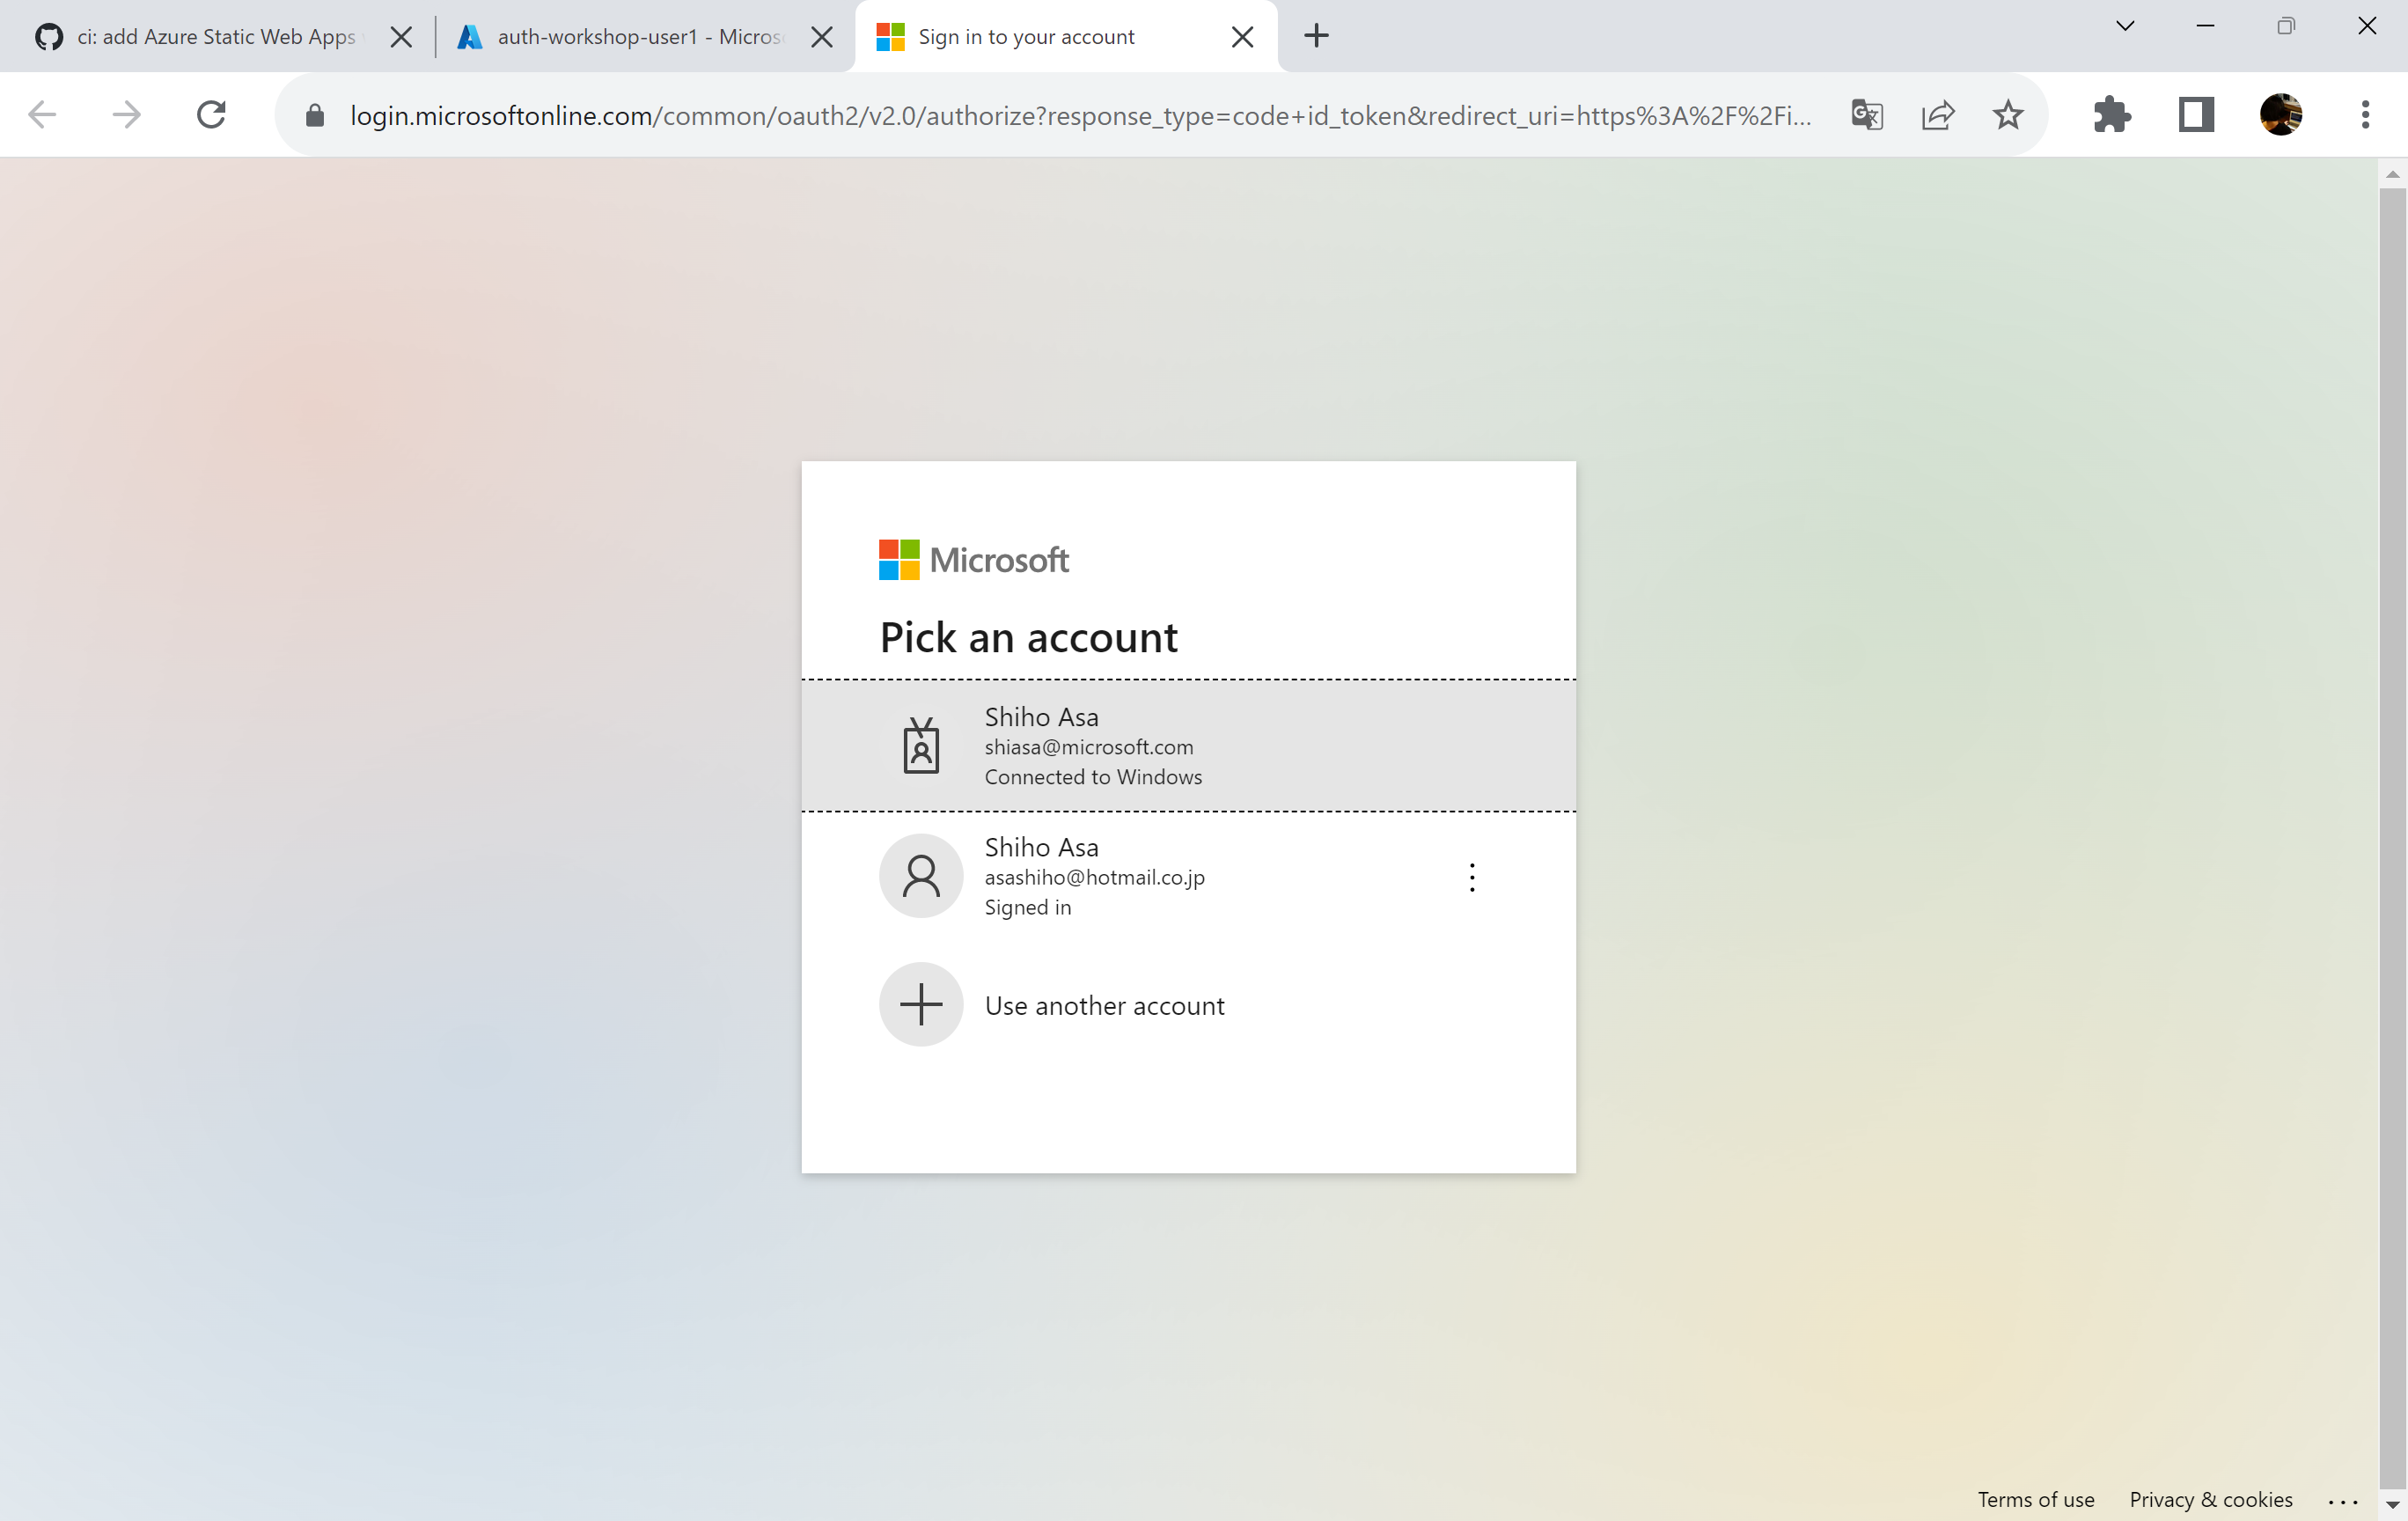 ci: add Azure Static Web Apps
auth-workshop-user1 - Micros
Sign in to your account
login.microsoftonline.com/common/oauth2/v2.0/authorize?response_type=code+id_token&redirect_uri=https%3A%2F%2Fi...
Microsoft
Pick an account
Shiho Asa
shiasa@microsoft.com
Connected to Windows
Shiho Asa
asashiho@hotmail.co.jp
Signed in
Use another account
Terms of use
Privacy & cookies